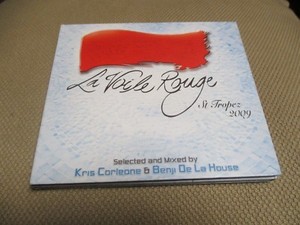 La Voile Rouge
St Tropez
2009
Selected and Mixed by
Kris Corleone & Benji De La House